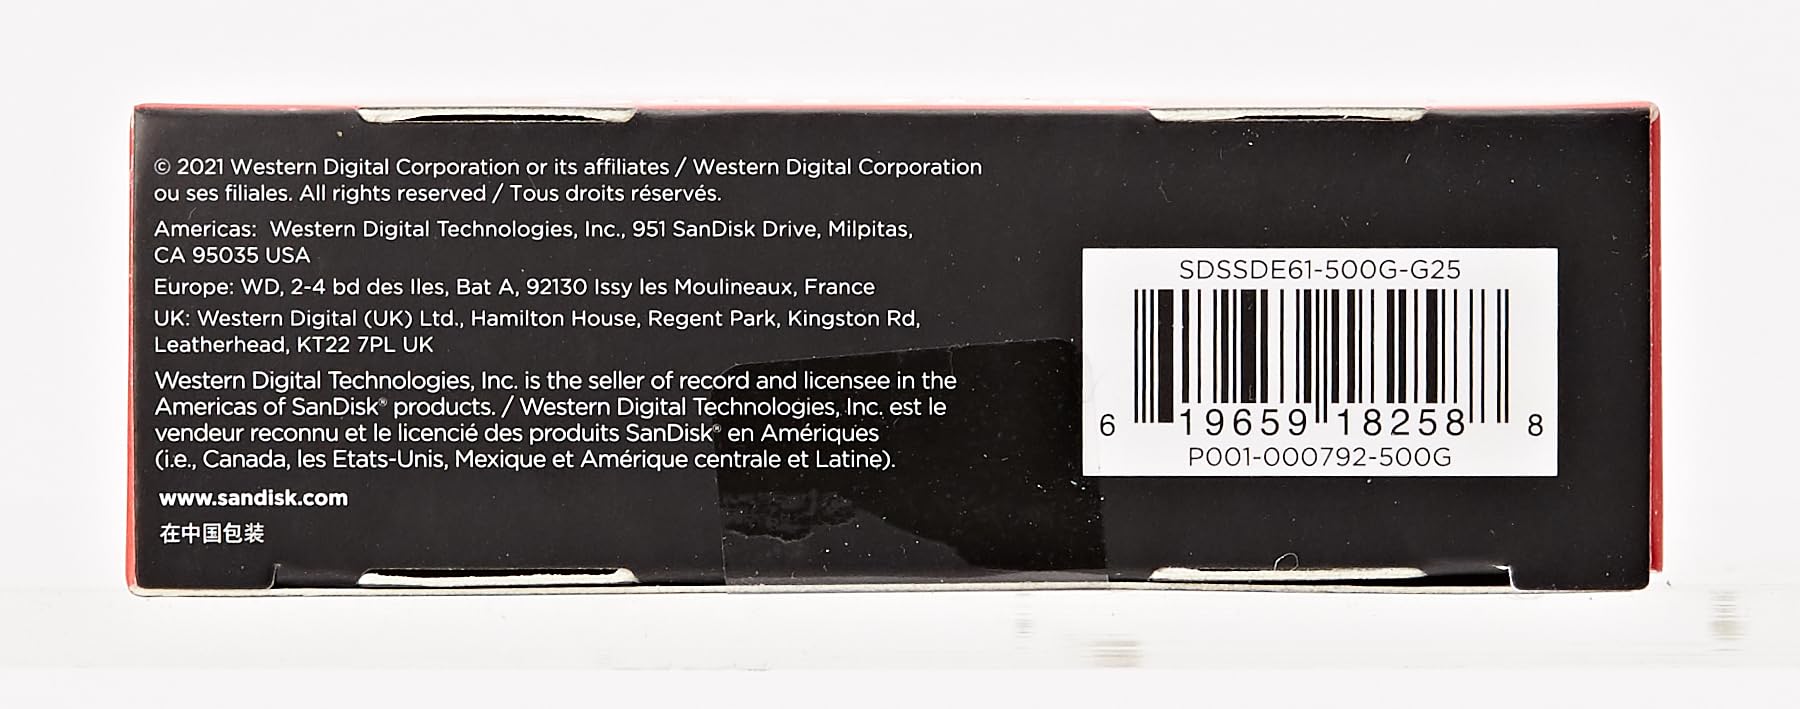 © 2021 Western Digital Corporation or its affiliates / Western Digital Corporation
ou ses filiales. All rights reserved / Tous droits réservés.
Americas: Western Digital Technologies, Inc., 951 SanDisk Drive, Milpitas,
CA 95035 USA
Europe: WD, 2-4 bd des Iles, Bat A, 92130 Issy les Moulineaux, France
UK: Western Digital (UK) Ltd., Hamilton House, Regent Park, Kingston Rd,
Leatherhead, KT22 7PL UK
Western Digital Technologies, Inc. is the seller of record and licensee in the
Americas of SanDisk® products. / Western Digital Technologies, Inc. est le
vendeur reconnu et le licencié des produits SanDisk® en Amériques
(i.e., Canada, les Etats-Unis, Mexique et Amérique centrale et Latine).
www.sandisk.com
在中国包装
SDSSDE61-500G-G25
6 19659 18258 8
P001-000792-500G